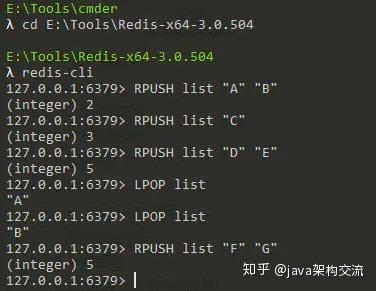 E:\Tools\cmder
λ cd E:\Tools\Redis-x64-3.0.504
E:\Tools\Redis-x64-3.0.504
λ redis-cli
127.0.0.1:6379> RPUSH list "A" "B"
(integer) 2
127.0.0.1:6379> RPUSH list "C"
(integer) 3
127.0.0.1:6379> RPUSH list "D" "E"
(integer) 5
127.0.0.1:6379> LPOP list
"A"
127.0.0.1:6379> LPOP list
"B"
127.0.0.1:6379> RPUSH list "F" "G"
(integer) 5
127.0.0.1:6379>
知乎 @java架构交流